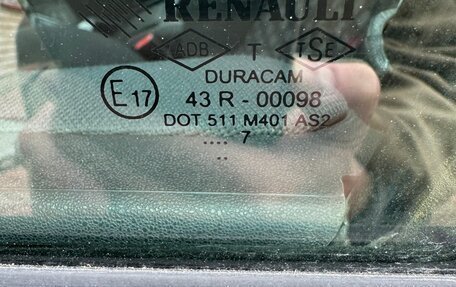 RENAULT
ADB T TSE
DURACAM
E17 43 R - 00098
DOT 511 M401 AS2
.... 7
..